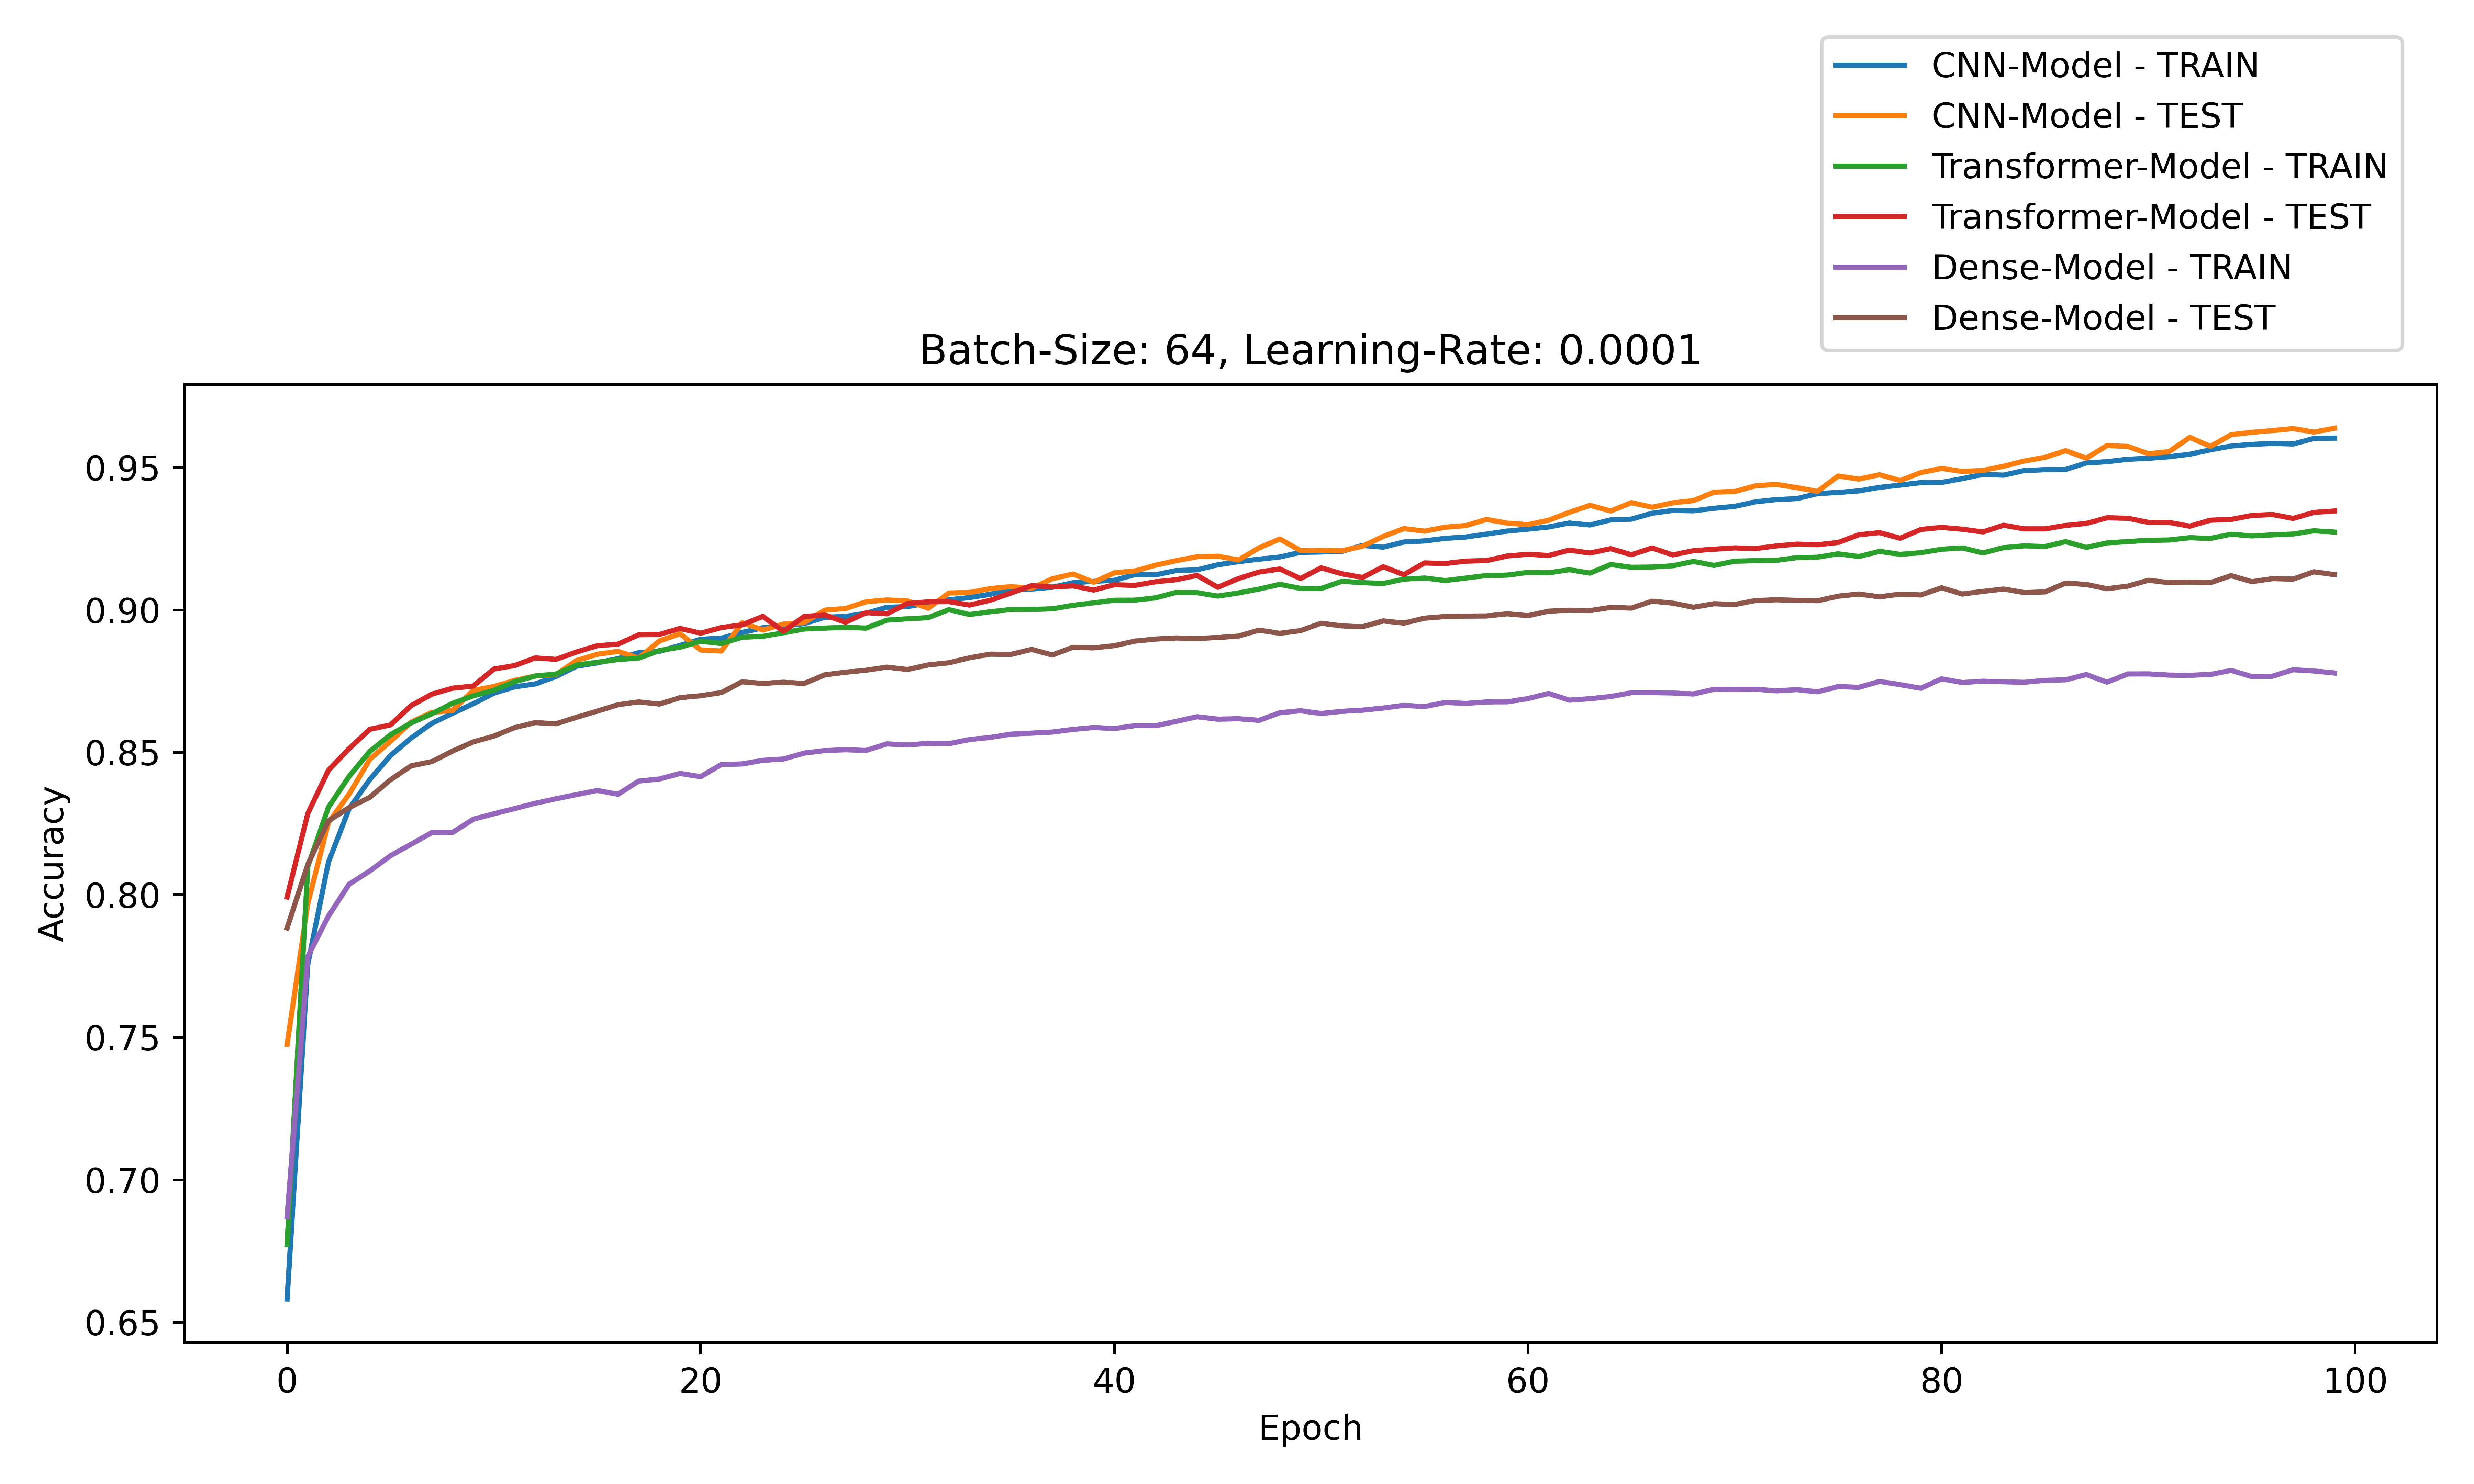 CNN-Model - TRAIN
CNN-Model - TEST
Transformer-Model - TRAIN
Transformer-Model - TEST
Dense-Model - TRAIN
Dense-Model - TEST
Batch-Size: 64, Learning-Rate: 0.0001
0.95
0.90
0.85
0.80
0.75
0.70
0.65
Accuracy
0 20 40 60 80 100
Epoch